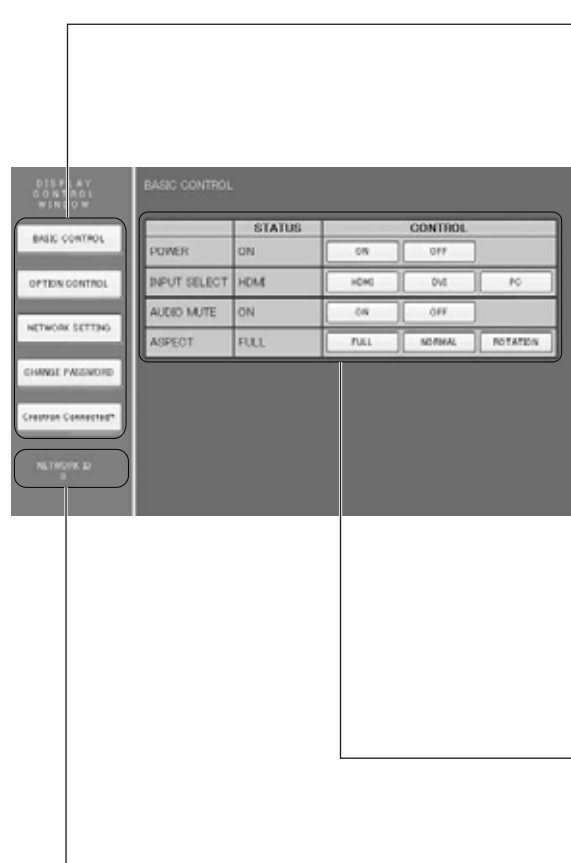 DISPLAY
CONTROL
WINDOW
BASIC CONTROL
OPTION CONTROL
NETWORK SETTING
CHANGE PASSWORD
Crestron Connected™
NETWORK ID
0
BASIC CONTROL
STATUS CONTROL
POWER ON ON OFF
INPUT SELECT HDMI HDMI DVI PC
AUDIO MUTE ON ON OFF
ASPECT FULL FULL NORMAL ROTATION